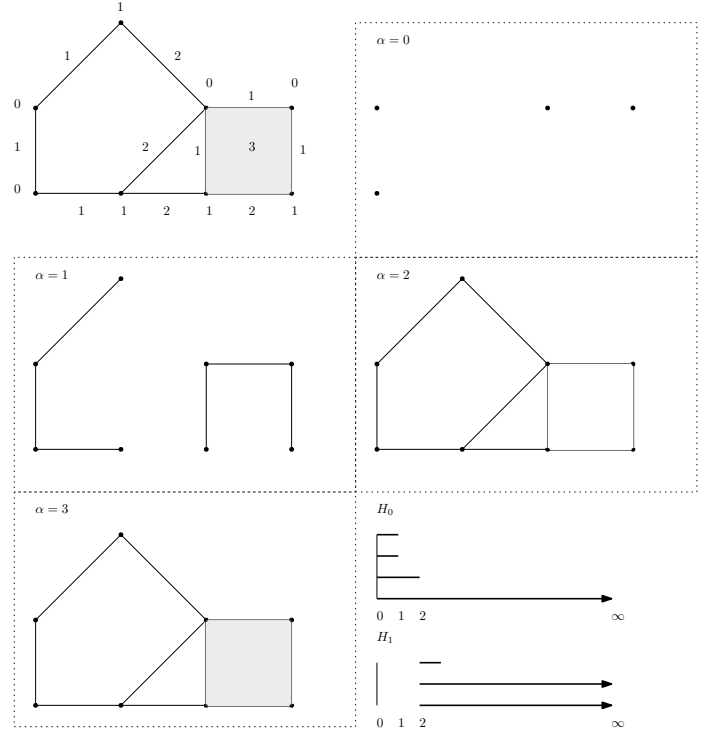 1
1 2
0 0 0
1
1 2 1 3 1
0
1 1 2 1 2 1
α = 0
α = 1
α = 2
α = 3
H₀
0 1 2 ∞
H₁
0 1 2 ∞